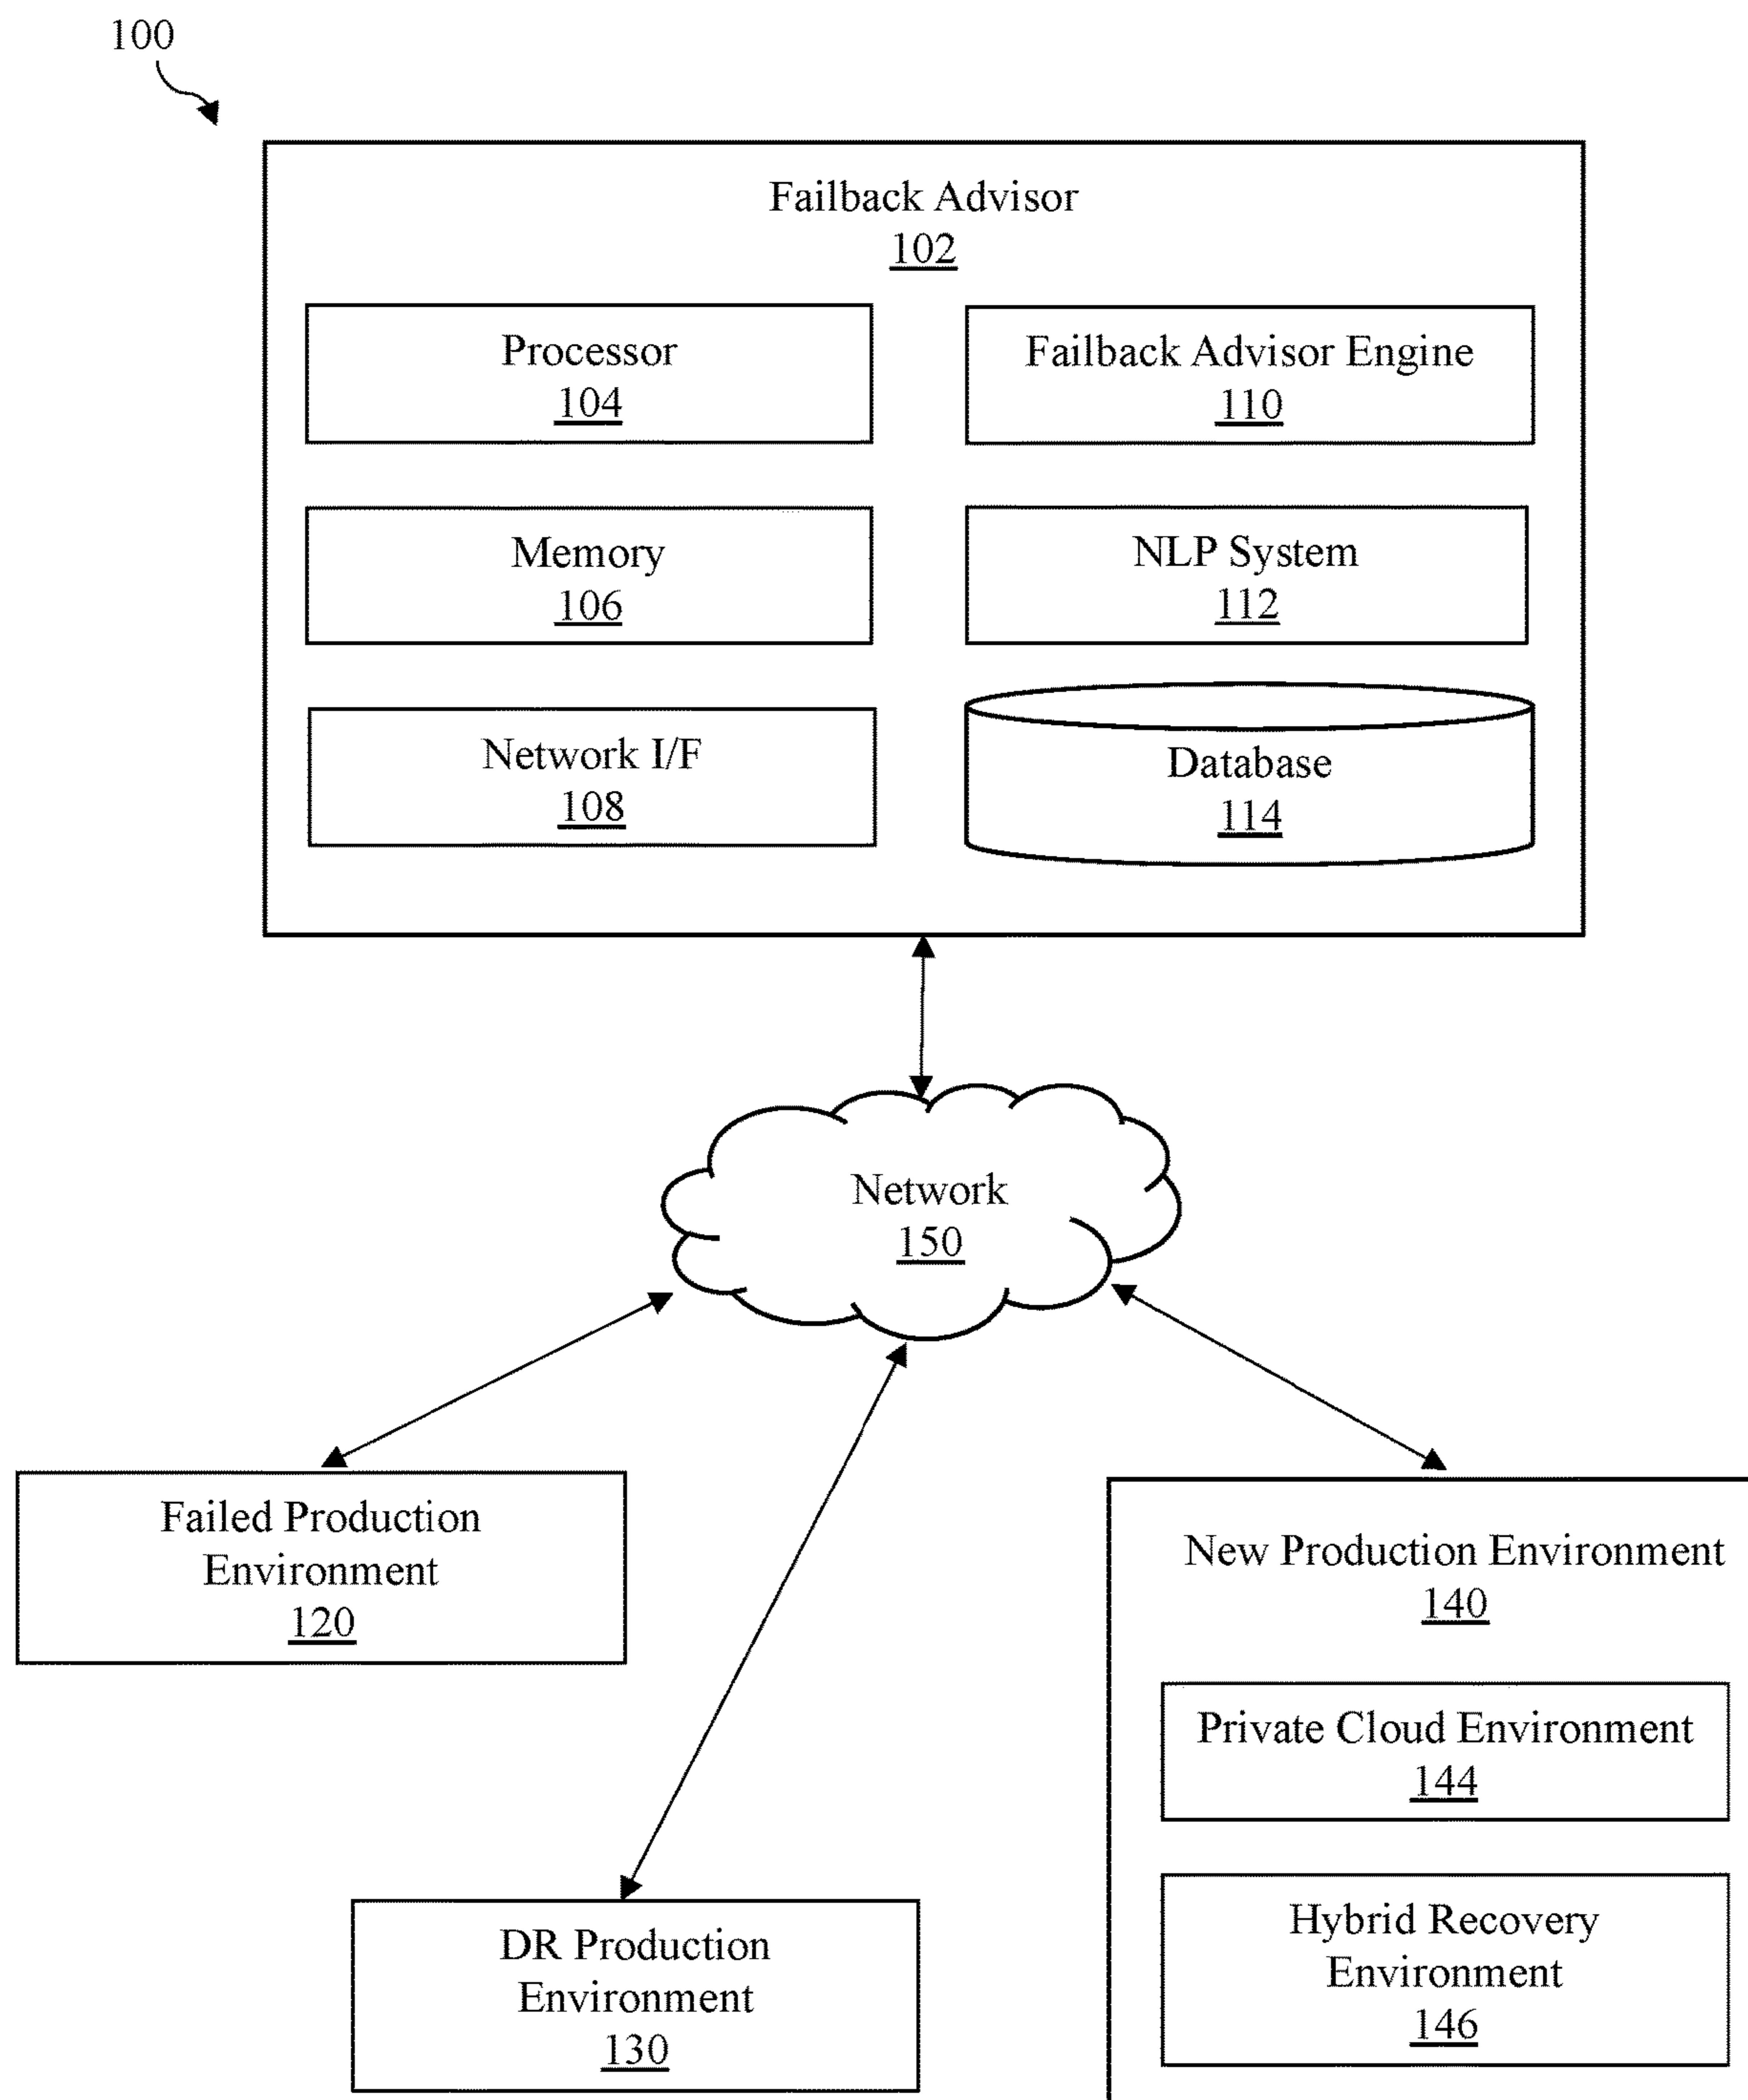 100
Failback Advisor
102
Processor
104
Failback Advisor Engine
110
Memory
106
NLP System
112
Network I/F
108
Database
114
Network
150
Failed Production
Environment
120
New Production Environment
140
Private Cloud Environment
144
Hybrid Recovery
Environment
146
DR Production
Environment
130